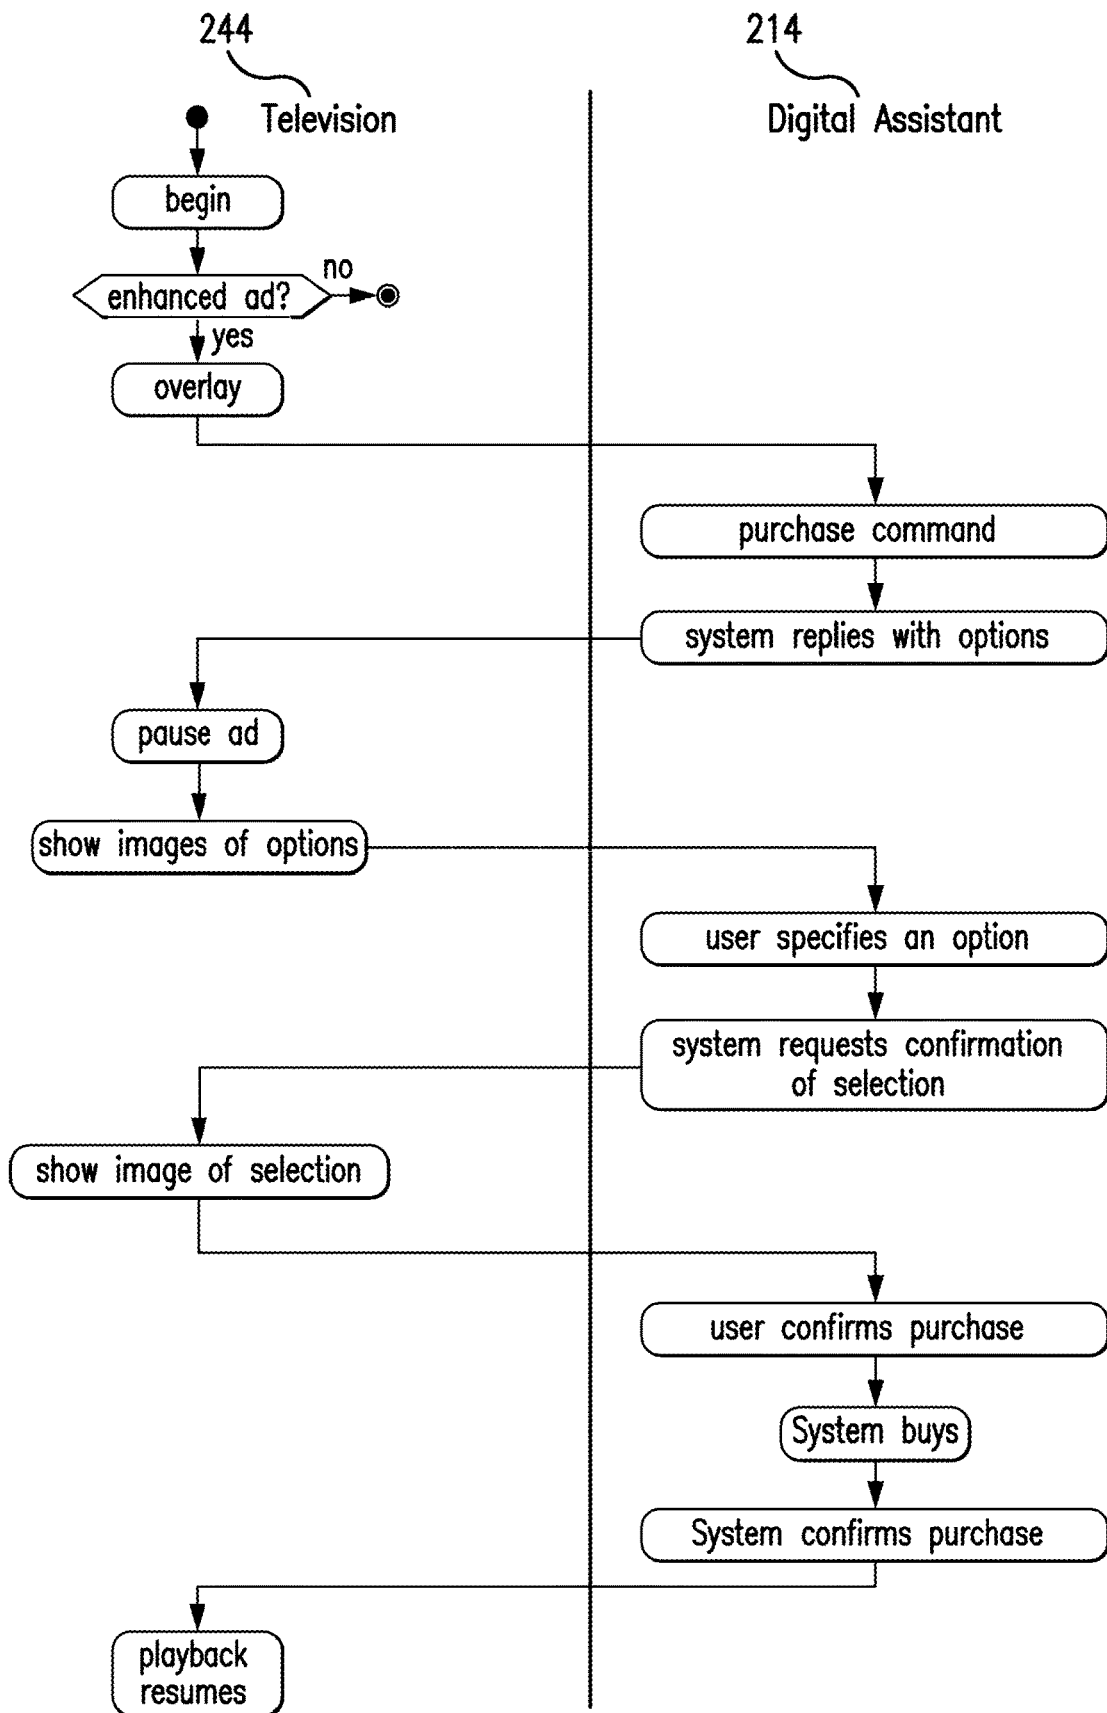 244
214
Television
Digital Assistant
begin
no
enhanced ad?
yes
overlay
purchase command
system replies with options
pause ad
show images of options
user specifies an option
system requests confirmation
of selection
show image of selection
user confirms purchase
System buys
System confirms purchase
playback
resumes